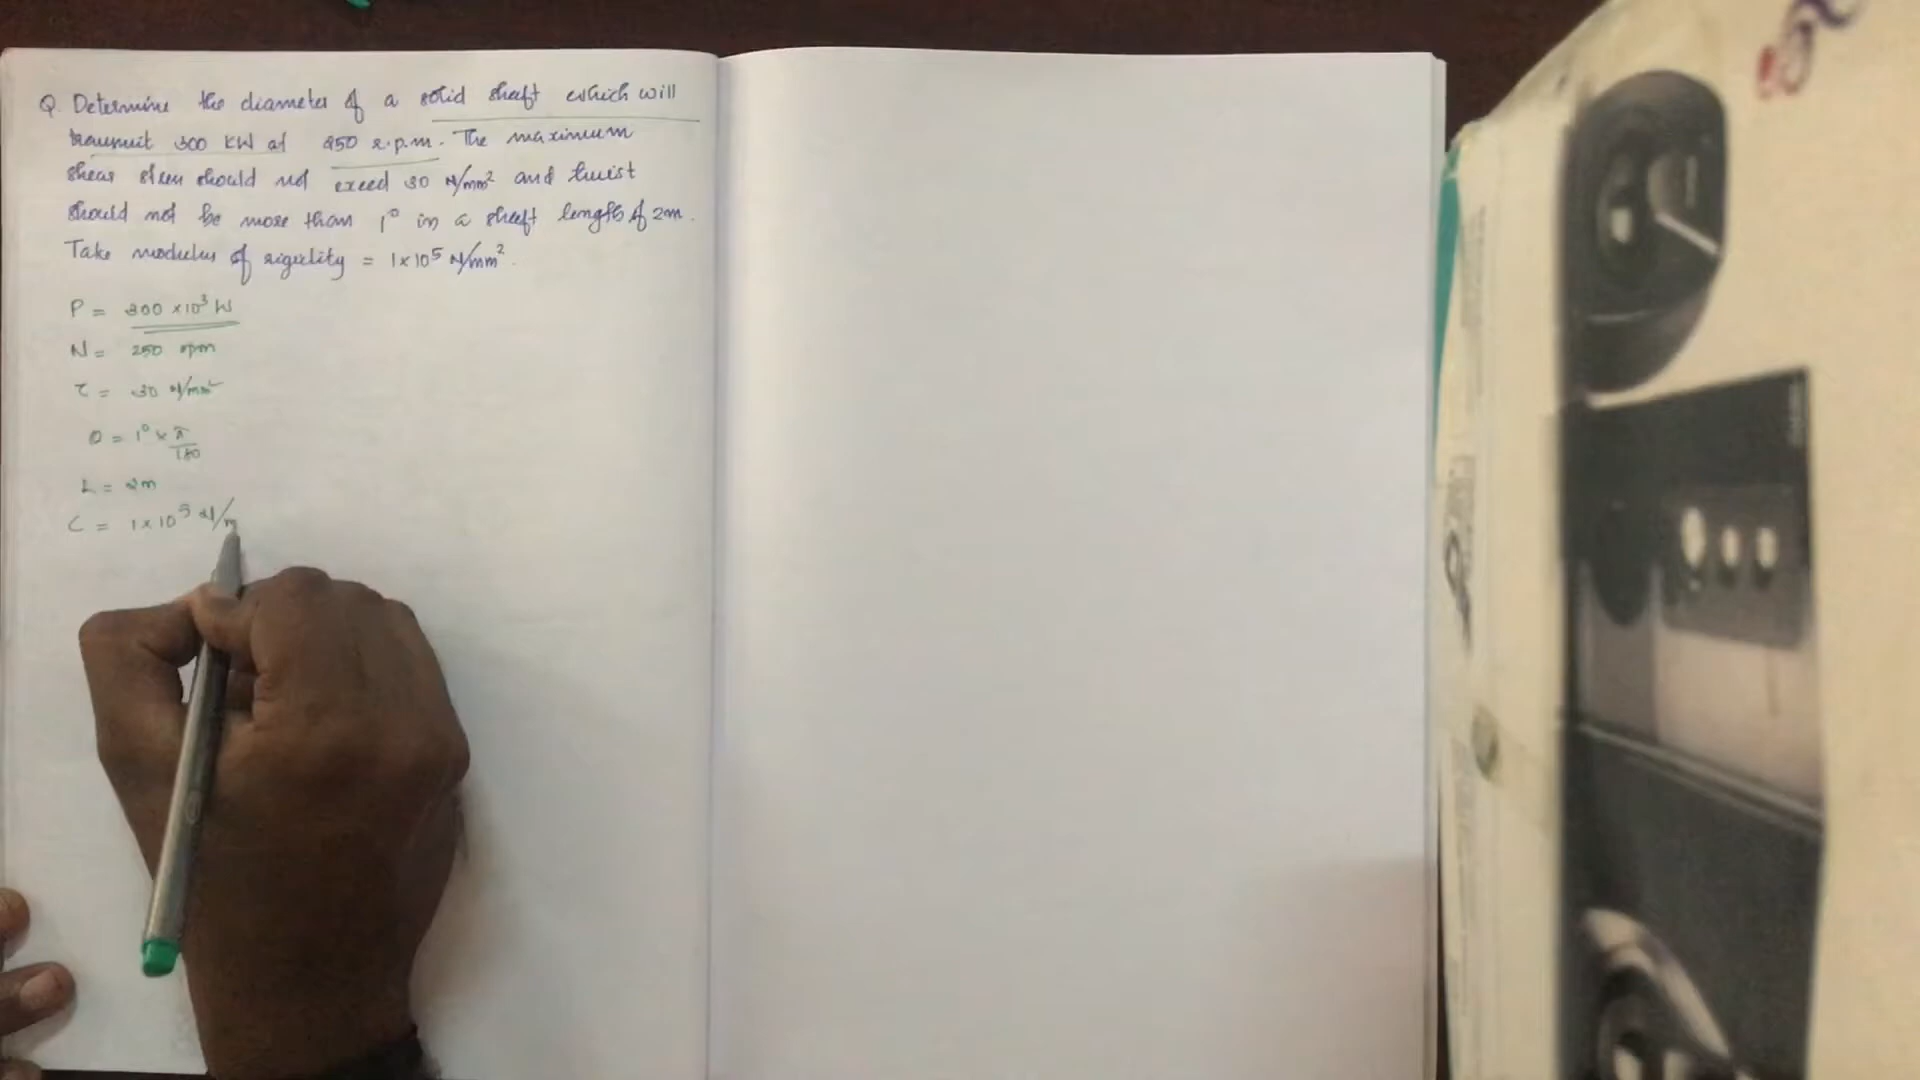 Q. Determine the diameter of a solid shaft which will
transmit 300 KW at 250 r.p.m. The maximum
shear stress should not exceed 30 N/mm² and twist
should not be more than 1° in a shaft length of 2m.
Take modulus of rigidity = 1×10⁵ N/mm².
P = 300 ×10³ W
N = 250 rpm
τ = 30 N/mm²
θ = 1° × π/180
L = 2m
C = 1×10⁵ N/m